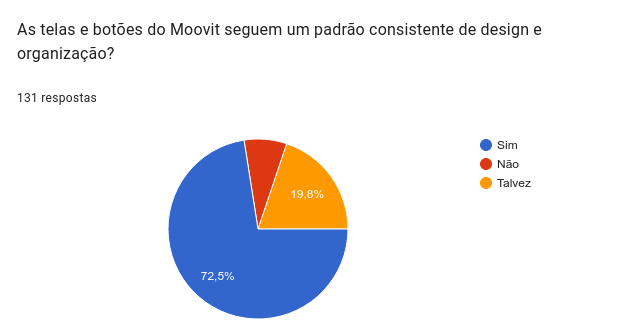 As telas e botões do Moovit seguem um padrão consistente de design e
organização?
131 respostas
Sim
Não
Talvez
19,8%
72,5%